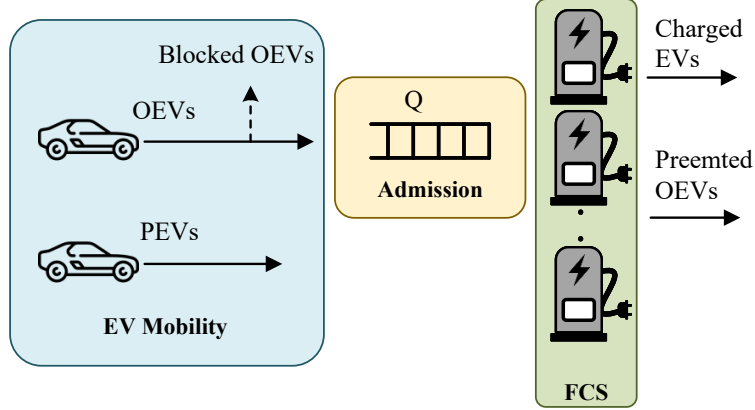 Blocked OEVs
OEVs
PEVs
EV Mobility
Q
Admission
FCS
Charged
EVs
Preemted
OEVs